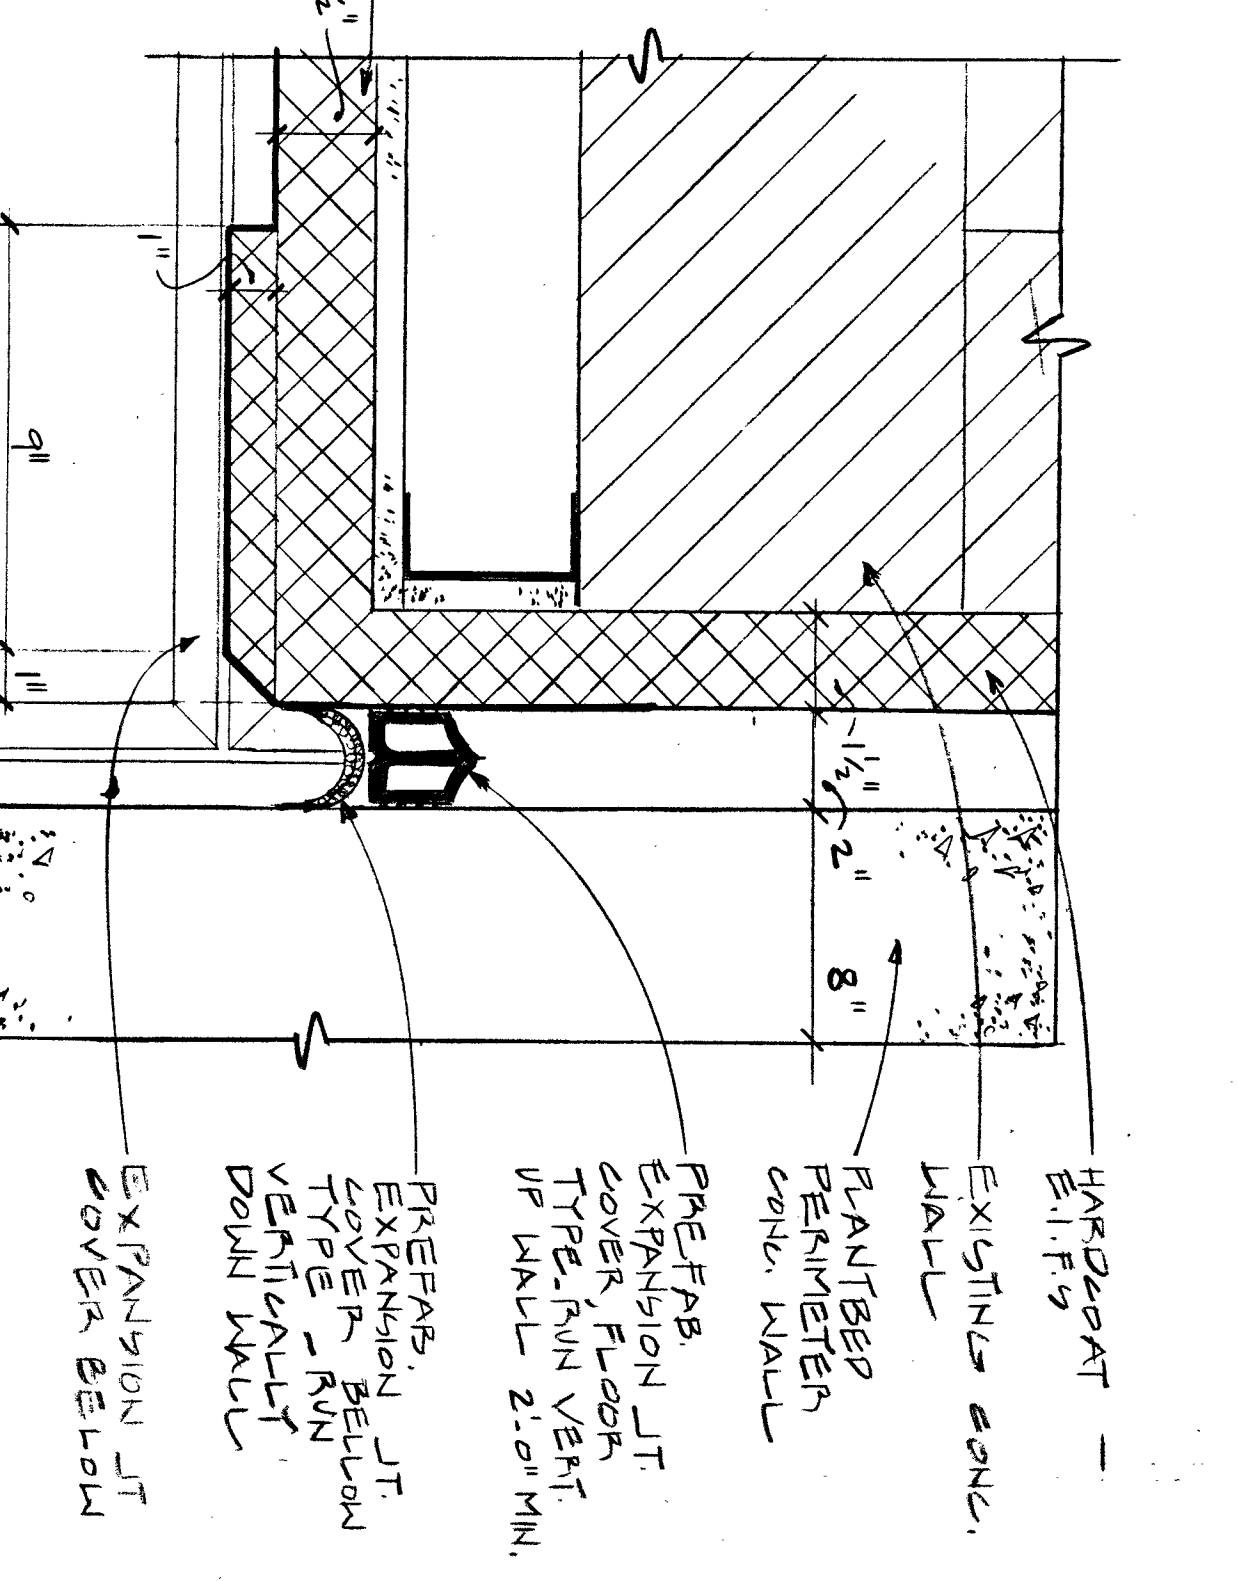 HARDCOAT -
E.I.F.S
EXISTING CONC.
WALL
PLANTBED
PERIMETER
CONC. WALL
PREFAB.
EXPANSION JT.
COVER, FLOOR
TYPE-RUN VERT.
UP WALL 2'-0" MIN.
PREFAB.
EXPANSION JT.
COVER BELLOW
TYPE - RUN
VERTICALLY
DOWN WALL
EXPANSION JT
COVER BELOW
1 1/2"
2"
8"
1"
9"
1"